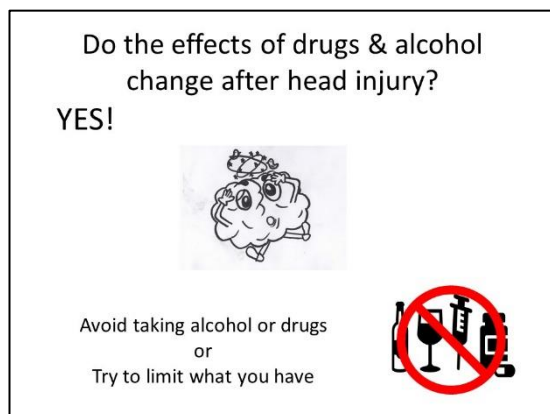 Do the effects of drugs & alcohol
change after head injury?
YES!
Avoid taking alcohol or drugs
or
Try to limit what you have